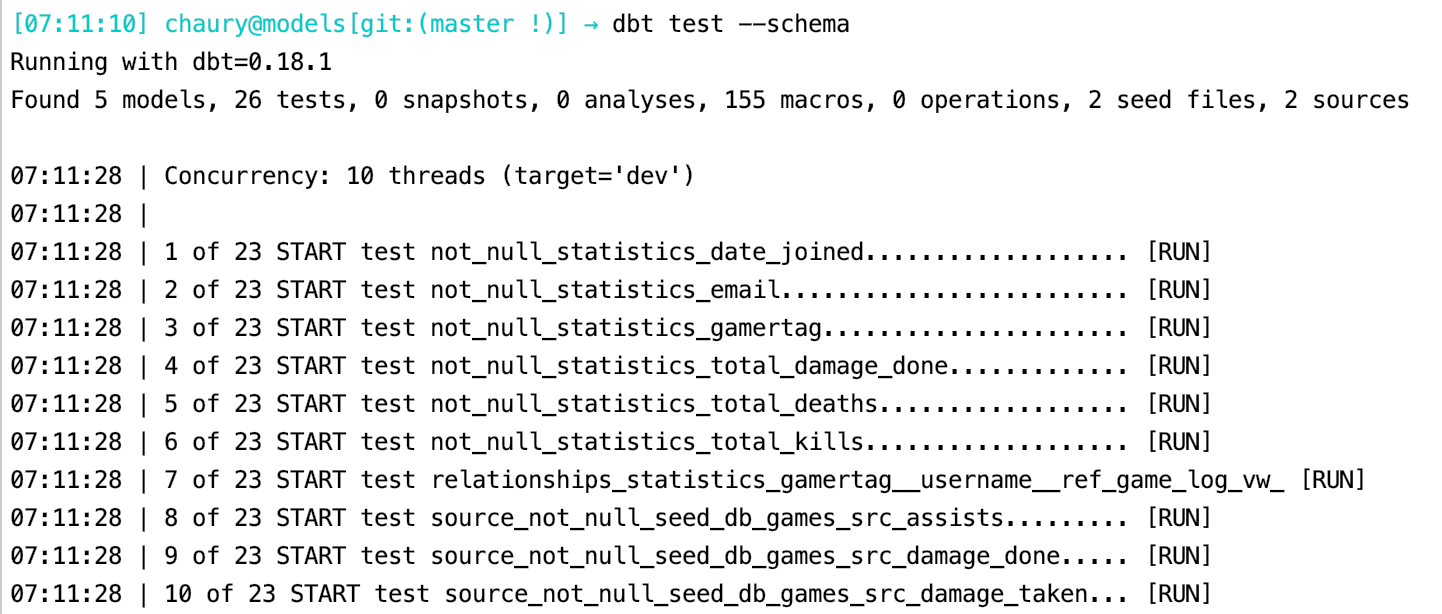 [07:11:10] chaury@models[git:(master !)] → dbt test --schema
Running with dbt=0.18.1
Found 5 models, 26 tests, 0 snapshots, 0 analyses, 155 macros, 0 operations, 2 seed files, 2 sources
07:11:28 | Concurrency: 10 threads (target='dev')
07:11:28 |
07:11:28 | 1 of 23 START test not_null_statistics_date_joined................... [RUN]
07:11:28 | 2 of 23 START test not_null_statistics_email......................... [RUN]
07:11:28 | 3 of 23 START test not_null_statistics_gamertag...................... [RUN]
07:11:28 | 4 of 23 START test not_null_statistics_total_damage_done............. [RUN]
07:11:28 | 5 of 23 START test not_null_statistics_total_deaths.................. [RUN]
07:11:28 | 6 of 23 START test not_null_statistics_total_kills................... [RUN]
07:11:28 | 7 of 23 START test relationships_statistics_gamertag__username__ref_game_log_vw_ [RUN]
07:11:28 | 8 of 23 START test source_not_null_seed_db_games_src_assists......... [RUN]
07:11:28 | 9 of 23 START test source_not_null_seed_db_games_src_damage_done..... [RUN]
07:11:28 | 10 of 23 START test source_not_null_seed_db_games_src_damage_taken... [RUN]